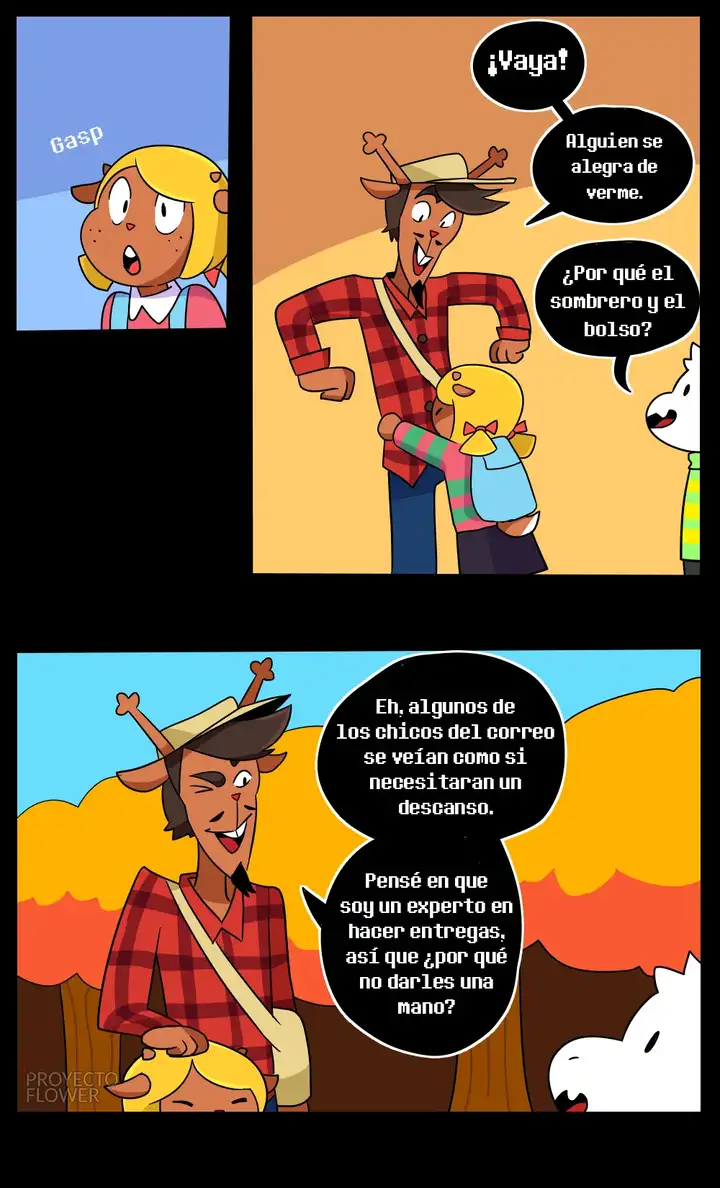 Gasp
¡Vaya!
Alguien se
alegra de
verme.
¿Por qué el
sombrero y el
bolso?
Eh, algunos de
los chicos del correo
se veían como si
necesitaran un
descanso.
Pensé en que
soy un experto en
hacer entregas,
así que ¿por qué
no darles una
mano?
PROYECTO
FLOWER